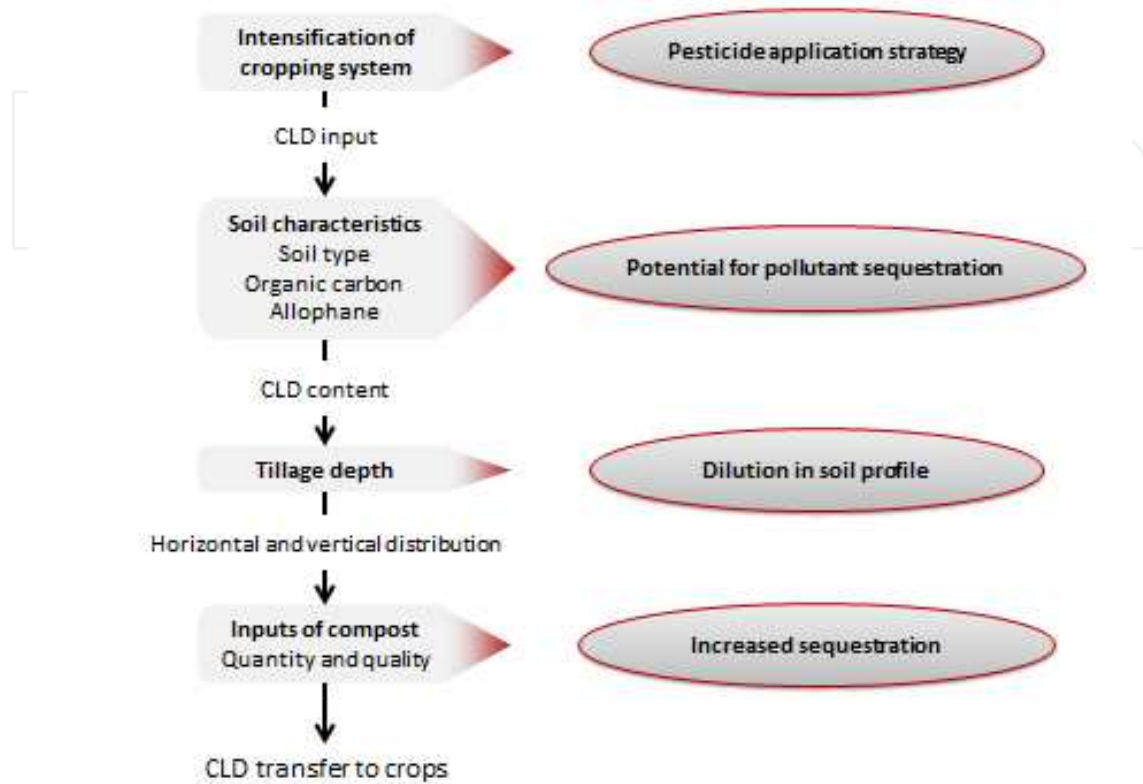 Intensification of
cropping system
Pesticide application strategy
CLD input
Soil characteristics
Soil type
Organic carbon
Allophane
Potential for pollutant sequestration
CLD content
Tillage depth
Dilution in soil profile
Horizontal and vertical distribution
Inputs of compost
Quantity and quality
Increased sequestration
CLD transfer to crops